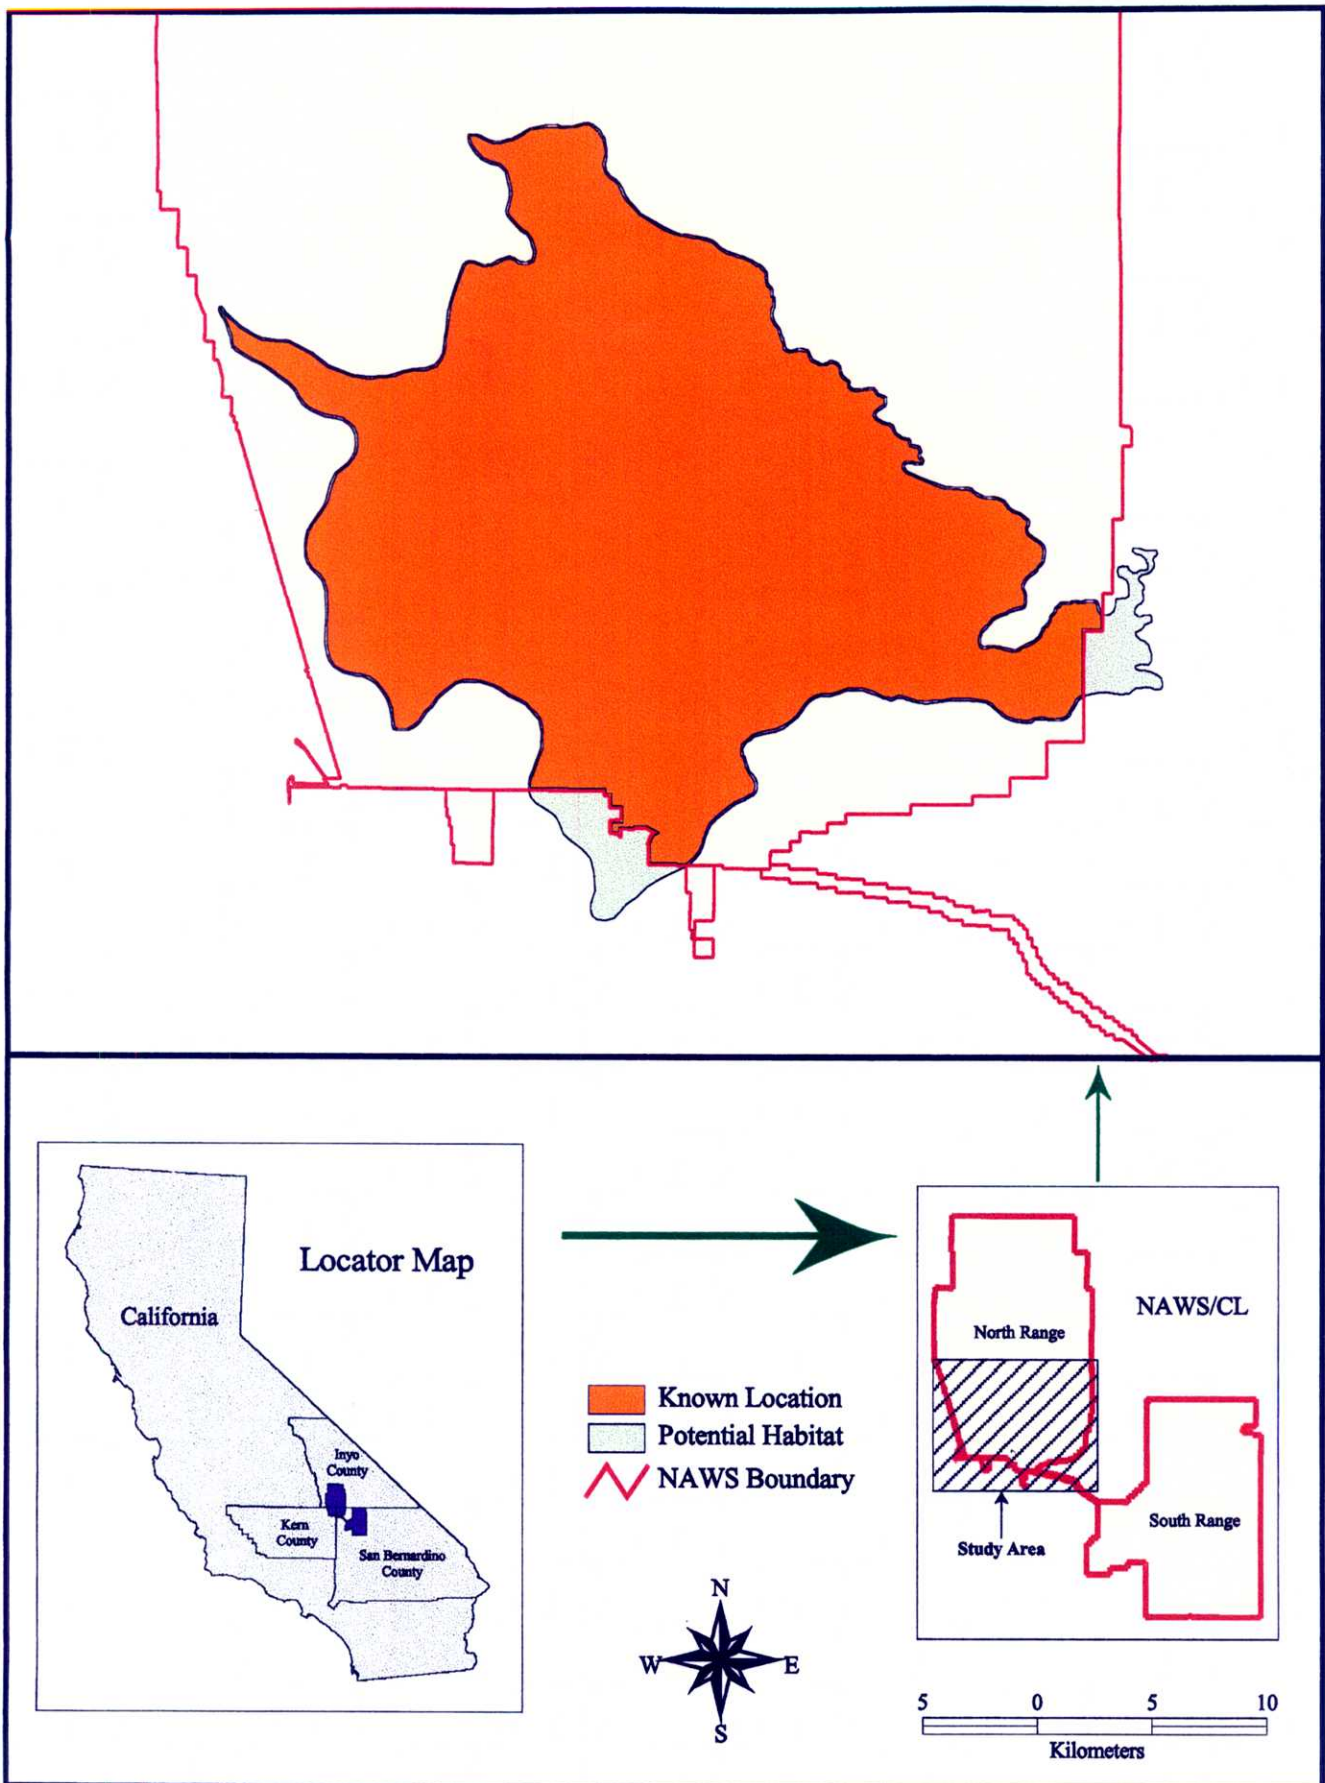 Locator Map
California
Inyo
County
Kern
County
San Bernardino
County
Known Location
Potential Habitat
NAWS Boundary
N
W
E
S
NAWS/CL
North Range
South Range
Study Area
5 0 5 10
Kilometers